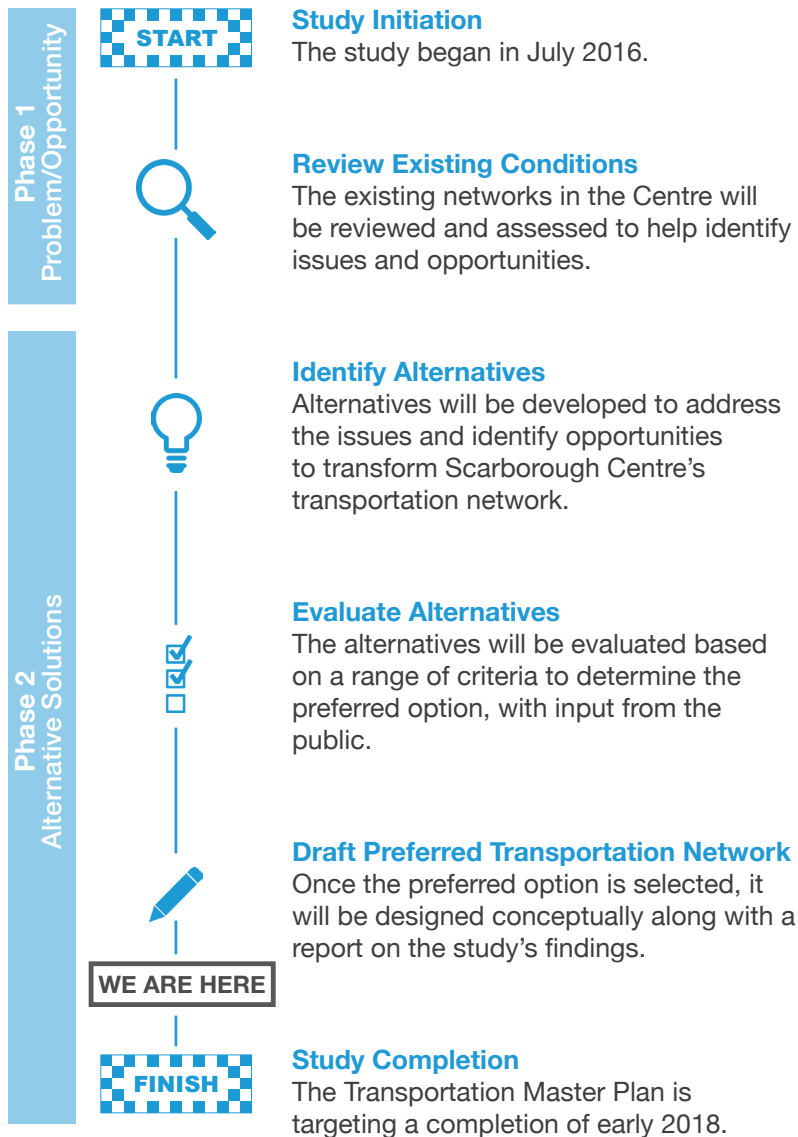 Phase 1
Problem/Opportunity
START
Study Initiation
The study began in July 2016.
Review Existing Conditions
The existing networks in the Centre will
be reviewed and assessed to help identify
issues and opportunities.
Phase 2
Alternative Solutions
Identify Alternatives
Alternatives will be developed to address
the issues and identify opportunities
to transform Scarborough Centre’s
transportation network.
Evaluate Alternatives
The alternatives will be evaluated based
on a range of criteria to determine the
preferred option, with input from the
public.
Draft Preferred Transportation Network
Once the preferred option is selected, it
will be designed conceptually along with a
report on the study’s findings.
WE ARE HERE
FINISH
Study Completion
The Transportation Master Plan is
targeting a completion of early 2018.